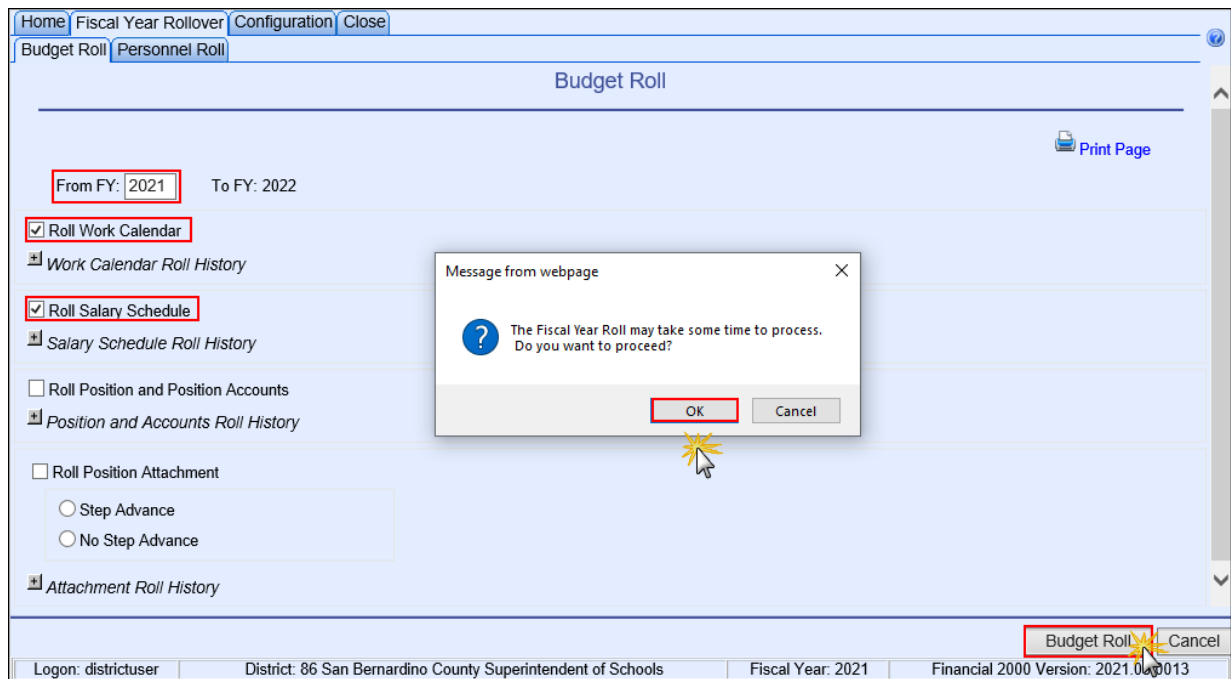 Home Fiscal Year Rollover Configuration Close
Budget Roll Personnel Roll
Budget Roll
Print Page
From FY: 2021 To FY: 2022
Roll Work Calendar
Work Calendar Roll History
Roll Salary Schedule
Salary Schedule Roll History
Roll Position and Position Accounts
Position and Accounts Roll History
Roll Position Attachment
Step Advance
No Step Advance
Attachment Roll History
Message from webpage
The Fiscal Year Roll may take some time to process.
Do you want to proceed?
OK Cancel
Budget Roll Cancel
Logon: districtuser District: 86 San Bernardino County Superintendent of Schools Fiscal Year: 2021 Financial 2000 Version: